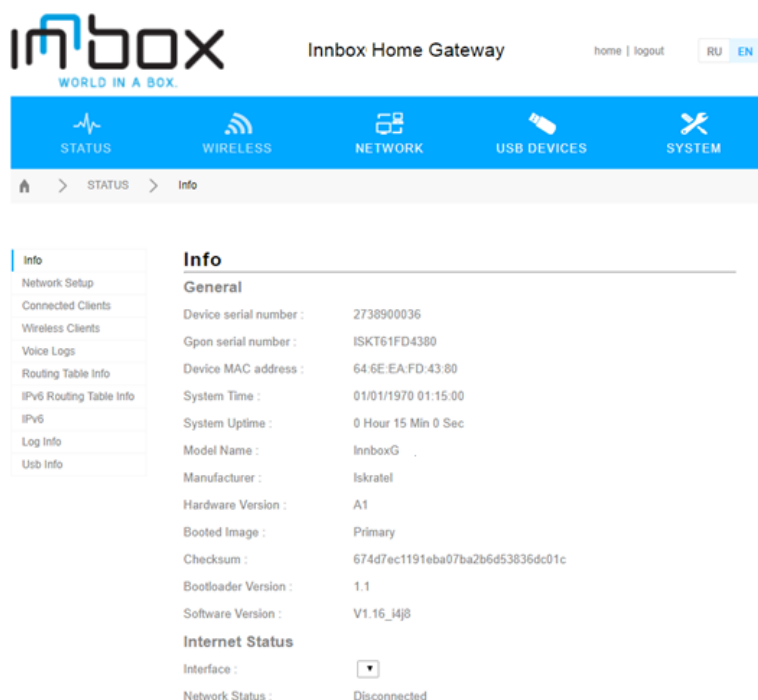 innbox
WORLD IN A BOX.
Innbox Home Gateway
home | logout
RU EN
STATUS WIRELESS NETWORK USB DEVICES SYSTEM
> STATUS > Info
Info
Network Setup
Connected Clients
Wireless Clients
Voice Logs
Routing Table Info
IPv6 Routing Table Info
IPv6
Log Info
Usb Info
Info
General
Device serial number : 2738900036
Gpon serial number : ISKT61FD4380
Device MAC address : 64:6E:EA:FD:43:80
System Time : 01/01/1970 01:15:00
System Uptime : 0 Hour 15 Min 0 Sec
Model Name : InnboxG
Manufacturer : Iskratel
Hardware Version : A1
Booted Image : Primary
Checksum : 674d7ec1191eba07ba2b6d53836dc01c
Bootloader Version : 1.1
Software Version : V1.16_i4j8
Internet Status
Interface :
Network Status : Disconnected